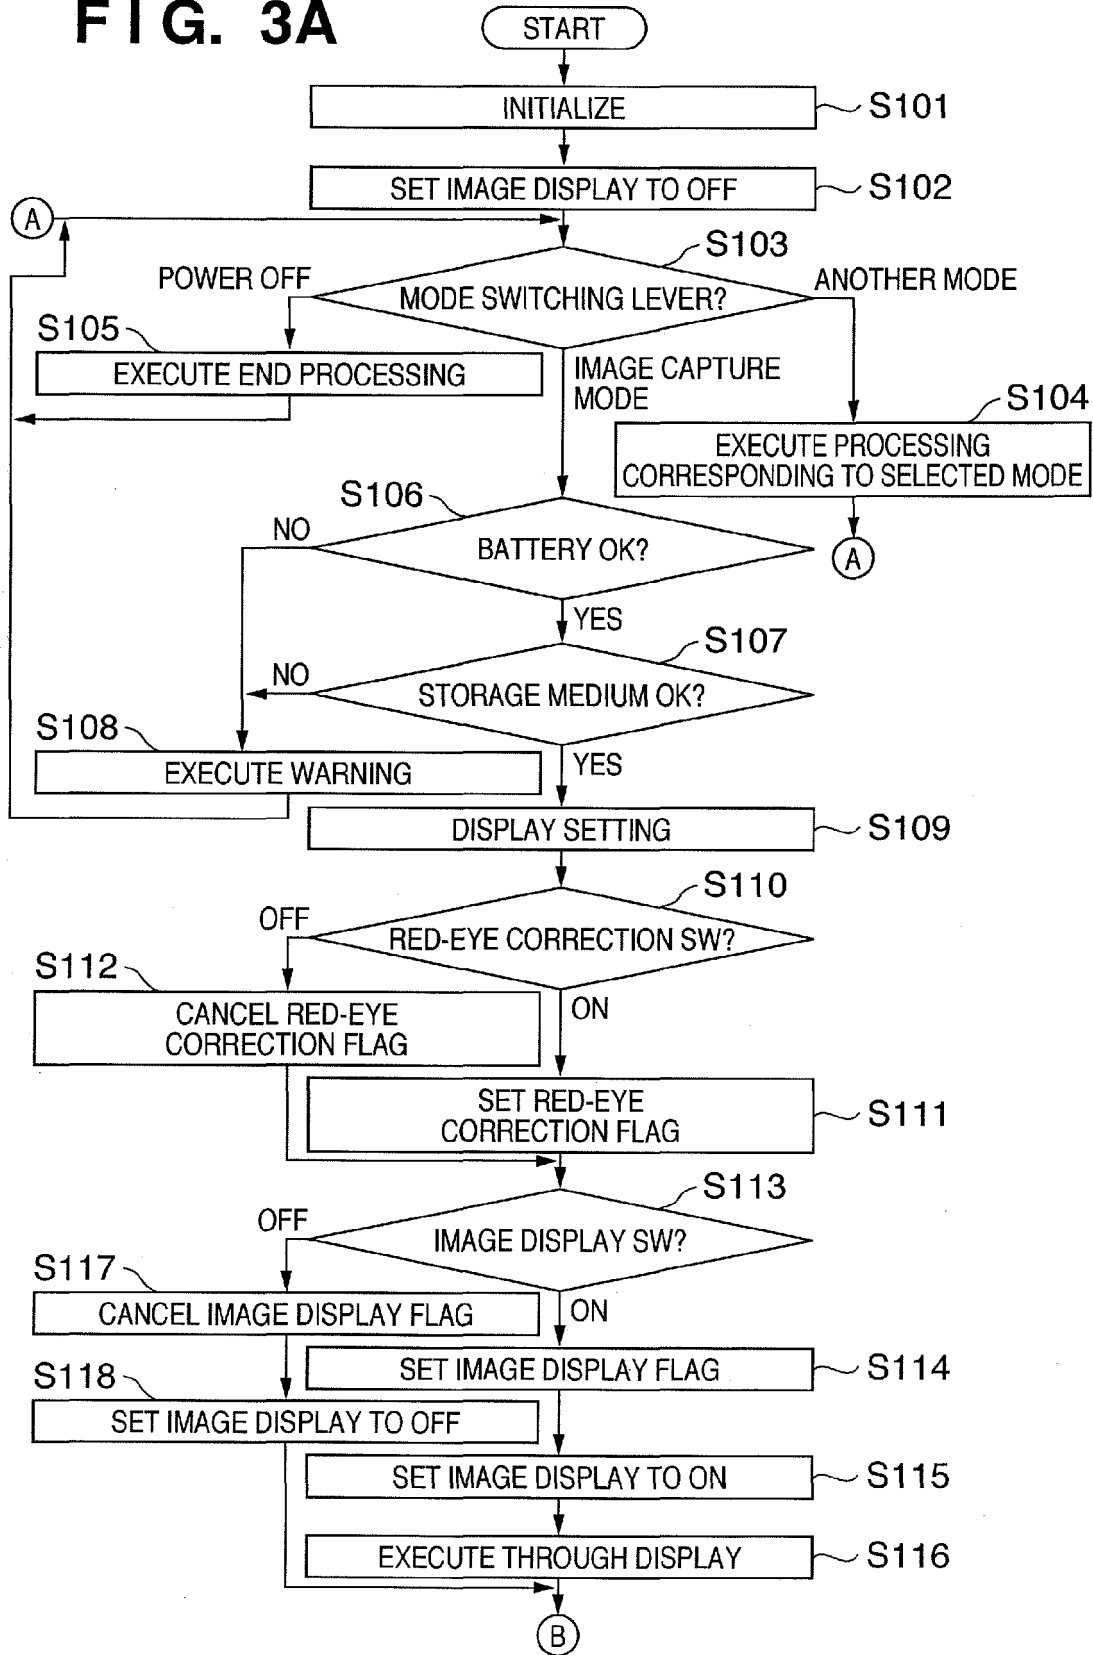 FIG. 3A
START
INITIALIZE
S101
SET IMAGE DISPLAY TO OFF
S102
A
S103
POWER OFF
MODE SWITCHING LEVER?
ANOTHER MODE
S105
EXECUTE END PROCESSING
IMAGE CAPTURE
MODE
S104
EXECUTE PROCESSING
CORRESPONDING TO SELECTED MODE
S106
NO
BATTERY OK?
A
YES
S107
NO
STORAGE MEDIUM OK?
S108
EXECUTE WARNING
YES
DISPLAY SETTING
S109
S110
OFF
RED-EYE CORRECTION SW?
S112
CANCEL RED-EYE
CORRECTION FLAG
ON
SET RED-EYE
CORRECTION FLAG
S111
S113
OFF
IMAGE DISPLAY SW?
S117
CANCEL IMAGE DISPLAY FLAG
ON
SET IMAGE DISPLAY FLAG
S114
S118
SET IMAGE DISPLAY TO OFF
SET IMAGE DISPLAY TO ON
S115
EXECUTE THROUGH DISPLAY
S116
B